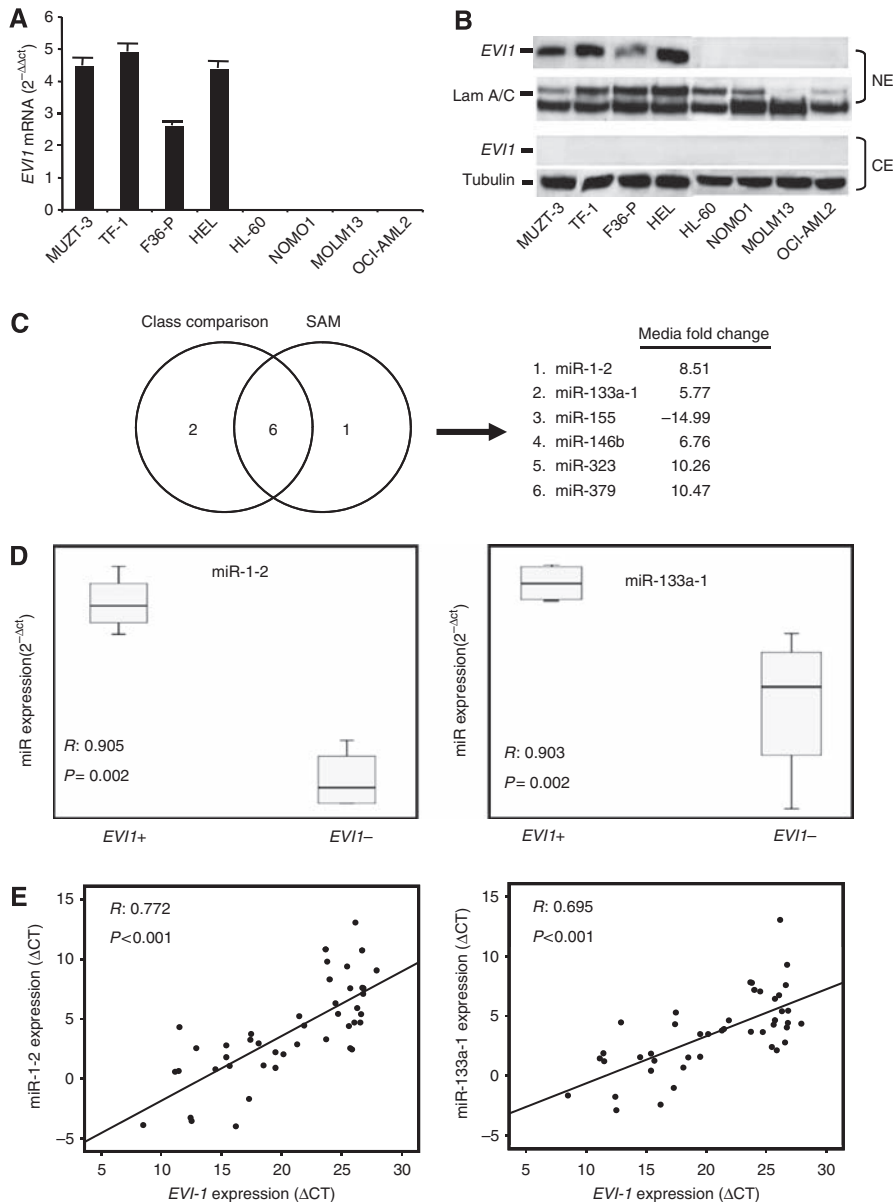 A
EVI1 mRNA (2−ΔΔct)
6
5
4
3
2
1
0
MUZT-3
TF-1
F36-P
HEL
HL-60
NOMO1
MOLM13
OCI-AML2
B
EVI1
Lam A/C
NE
EVI1
Tubulin
CE
MUZT-3
TF-1
F36-P
HEL
HL-60
NOMO1
MOLM13
OCI-AML2
C
Class comparison SAM
2 6 1
Media fold change
1. miR-1-2 8.51
2. miR-133a-1 5.77
3. miR-155 −14.99
4. miR-146b 6.76
5. miR-323 10.26
6. miR-379 10.47
D
miR expression(2−Δct)
miR-1-2
R: 0.905
P= 0.002
EVI1+ EVI1−
miR expression(2−Δct)
miR-133a-1
R: 0.903
P= 0.002
EVI1+ EVI1−
E
miR-1-2 expression (ΔCT)
15
10
5
0
−5
R: 0.772
P<0.001
5 10 15 20 25 30
EVI-1 expression (ΔCT)
miR-133a-1 expression (ΔCT)
15
10
5
0
−5
R: 0.695
P<0.001
5 10 15 20 25 30
EVI-1 expression (ΔCT)